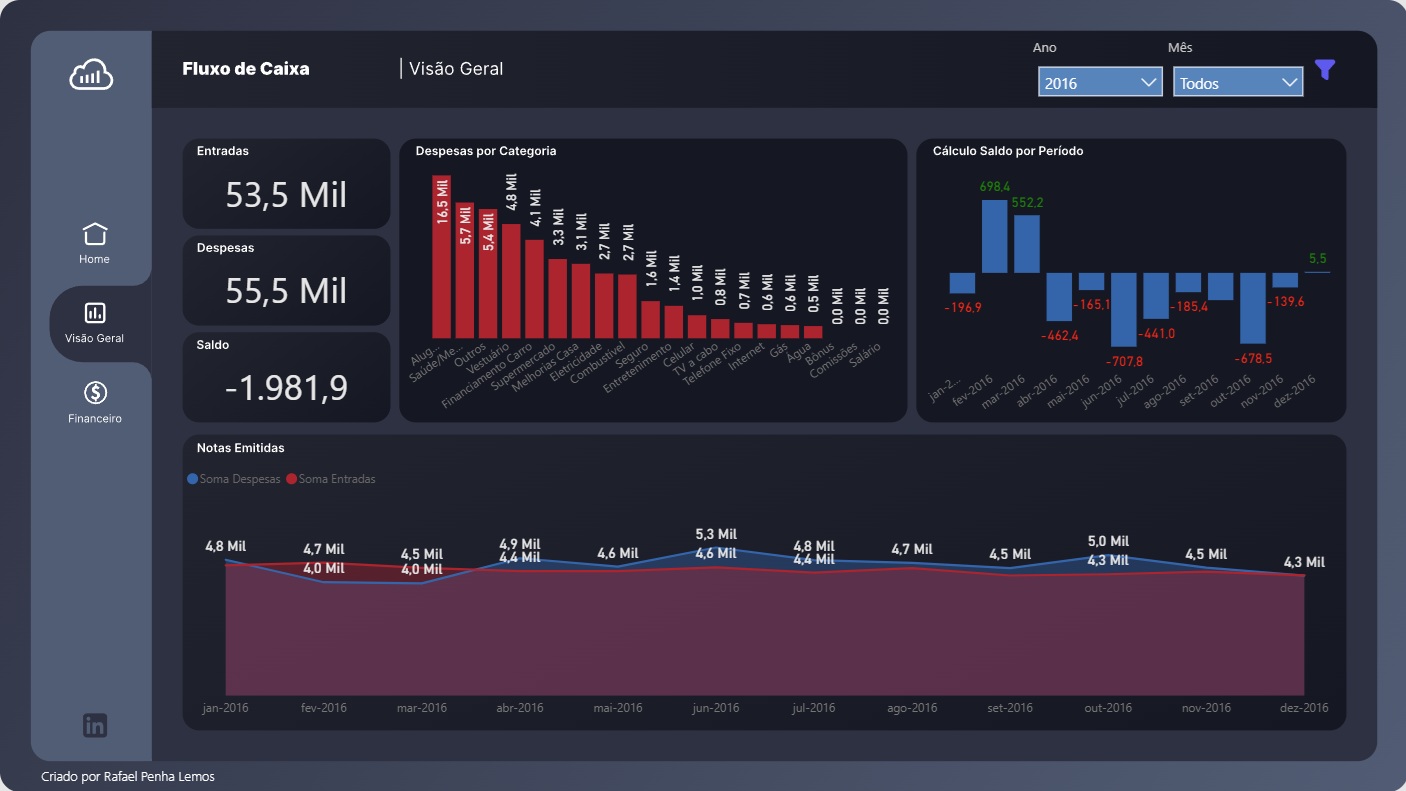 Fluxo de Caixa | Visão Geral
Ano
Mês
2016
Todos
Home
Visão Geral
Financeiro
Entradas
53,5 Mil
Despesas
55,5 Mil
Saldo
-1.981,9
Despesas por Categoria
16,5 Mil
5,7 Mil
5,4 Mil
4,8 Mil
4,1 Mil
3,3 Mil
3,1 Mil
2,7 Mil
2,7 Mil
1,6 Mil
1,4 Mil
1,0 Mil
0,8 Mil
0,7 Mil
0,6 Mil
0,6 Mil
0,5 Mil
0,0 Mil
0,0 Mil
0,0 Mil
Alug...
Saúde/Me...
Outros
Vestuário
Financiamento Carro
Supermercado
Melhorias Casa
Eletricidade
Combustível
Seguro
Entretenimento
Celular
TV a cabo
Telefone Fixo
Internet
Gás
Água
Bônus
Comissões
Salário
Cálculo Saldo por Período
-196,9
698,4
552,2
-462,4
-165,1
-707,8
-441,0
-185,4
-678,5
-139,6
5,5
jan-2...
fev-2016
mar-2016
abr-2016
mai-2016
jun-2016
jul-2016
ago-2016
set-2016
out-2016
nov-2016
dez-2016
Notas Emitidas
Soma Despesas Soma Entradas
4,8 Mil
4,7 Mil
4,0 Mil
4,5 Mil
4,0 Mil
4,9 Mil
4,4 Mil
4,6 Mil
5,3 Mil
4,6 Mil
4,8 Mil
4,4 Mil
4,7 Mil
4,5 Mil
5,0 Mil
4,3 Mil
4,5 Mil
4,3 Mil
jan-2016 fev-2016 mar-2016 abr-2016 mai-2016 jun-2016 jul-2016 ago-2016 set-2016 out-2016 nov-2016 dez-2016
in
Criado por Rafael Penha Lemos